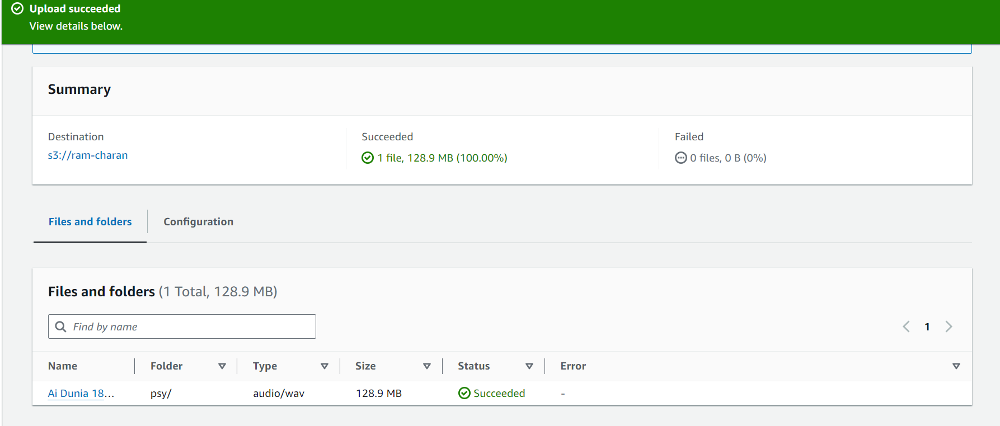 Upload succeeded
View details below.
Summary
Destination
s3://ram-charan
Succeeded
1 file, 128.9 MB (100.00%)
Failed
0 files, 0 B (0%)
Files and folders
Configuration
Files and folders (1 Total, 128.9 MB)
Find by name
1
Name Folder Type Size Status Error
Ai Dunia 18... psy/ audio/wav 128.9 MB Succeeded -